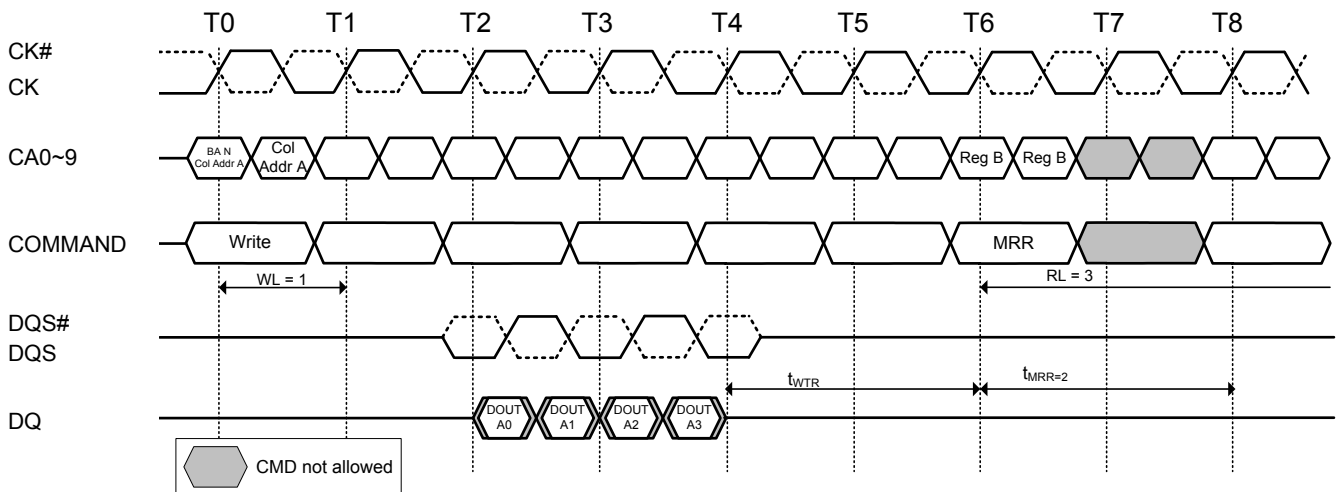 T0 T1 T2 T3 T4 T5 T6 T7 T8
CK#
CK
CA0~9
BA N
Col Addr A
Col
Addr A
Reg B Reg B
COMMAND
Write
MRR
WL = 1
RL = 3
DQS#
DQS
tWTR
tMRR=2
DQ
DOUT
A0
DOUT
A1
DOUT
A2
DOUT
A3
CMD not allowed